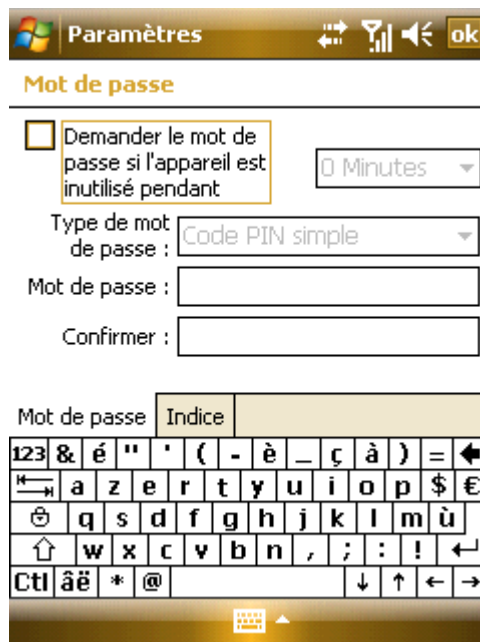 Paramètres ok
Mot de passe
Demander le mot de
passe si l'appareil est
inutilisé pendant
0 Minutes
Type de mot
de passe :
Code PIN simple
Mot de passe :
Confirmer :
Mot de passe Indice
123 & é " ' ( - è _ ç à ) =
a z e r t y u i o p $ €
q s d f g h j k l m ù
w x c v b n , ; : !
Ctl âë * @ ↓ ↑ ← →